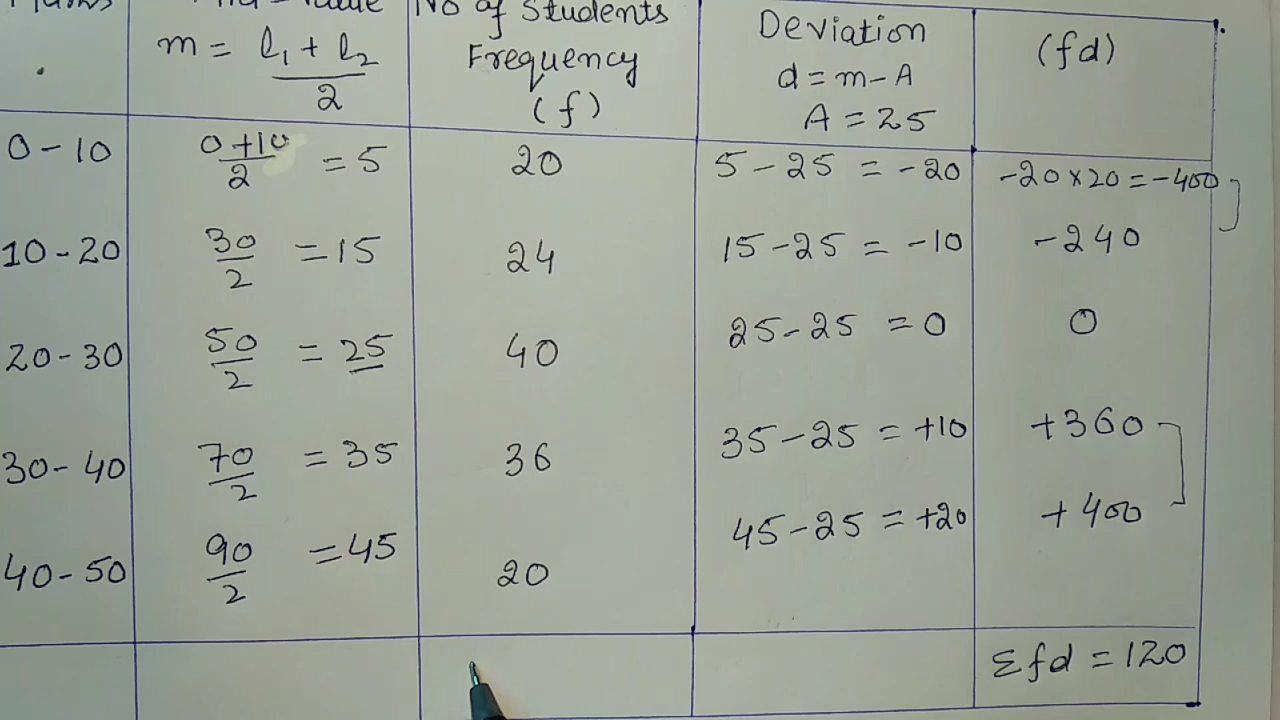 No of Students
m = l₁ + l₂ / 2
Frequency
(f)
Deviation
d = m - A
A = 25
(fd)
0 - 10 0 + 10 / 2 = 5 20 5 - 25 = -20 -20 × 20 = -400
10 - 20 30 / 2 = 15 24 15 - 25 = -10 -240
20 - 30 50 / 2 = 25 40 25 - 25 = 0 0
30 - 40 70 / 2 = 35 36 35 - 25 = +10 +360
40 - 50 90 / 2 = 45 20 45 - 25 = +20 +400
Σfd = 120